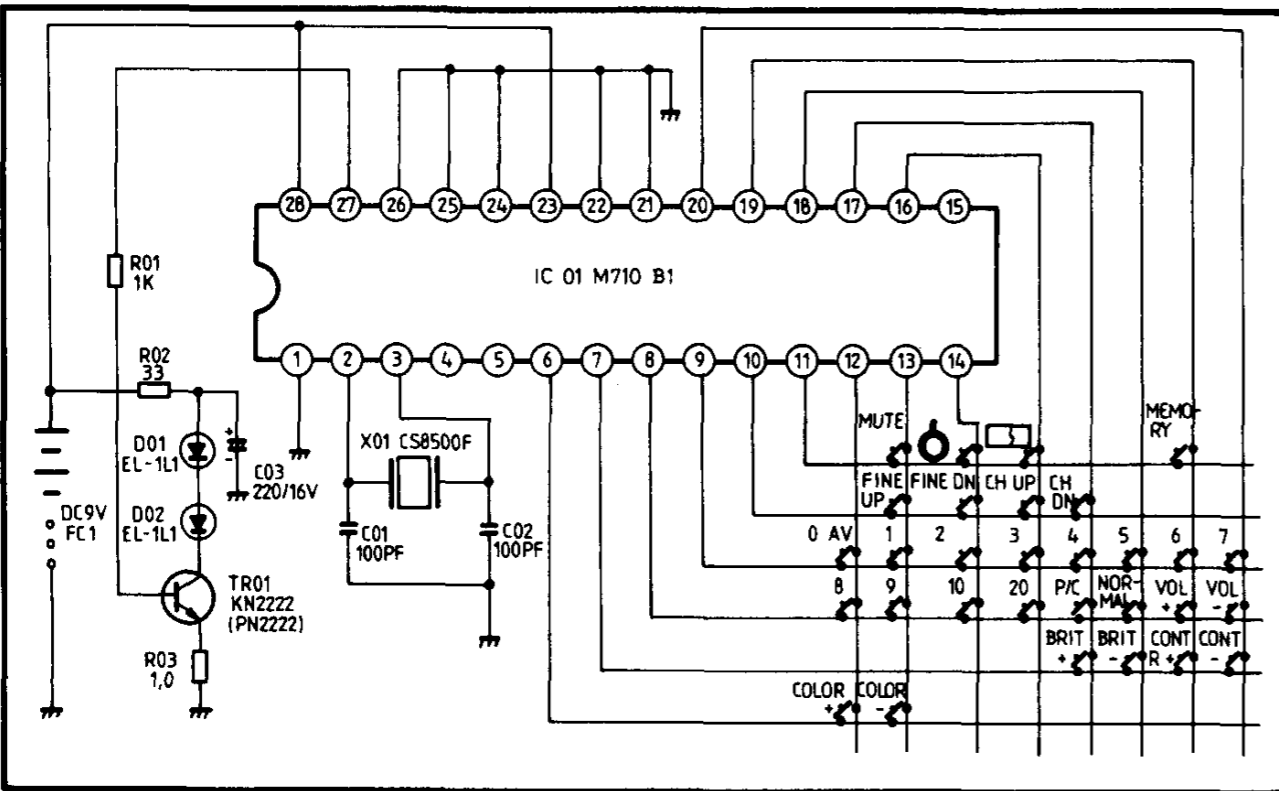 28 27 26 25 24 23 22 21 20 19 18 17 16 15
IC 01 M710 B1
1 2 3 4 5 6 7 8 9 10 11 12 13 14
R01
1K
R02
33
D01
EL-1L1
+
-
C03
220/16V
D02
EL-1L1
DC9V
FC1
TR01
KN2222
(PN2222)
R03
1,0
X01 CS8500F
C01
100PF
C02
100PF
MUTE
MEMO-
RY
FINE
UP
FINE DN
CH UP
CH
DN
0 AV 1 2 3 4 5 6 7
8 9 10 20 P/C NOR-
MAL
VOL
+
VOL
-
BRIT
+
BRIT
-
CONT
R +
CONT
-
COLOR
+
COLOR
-